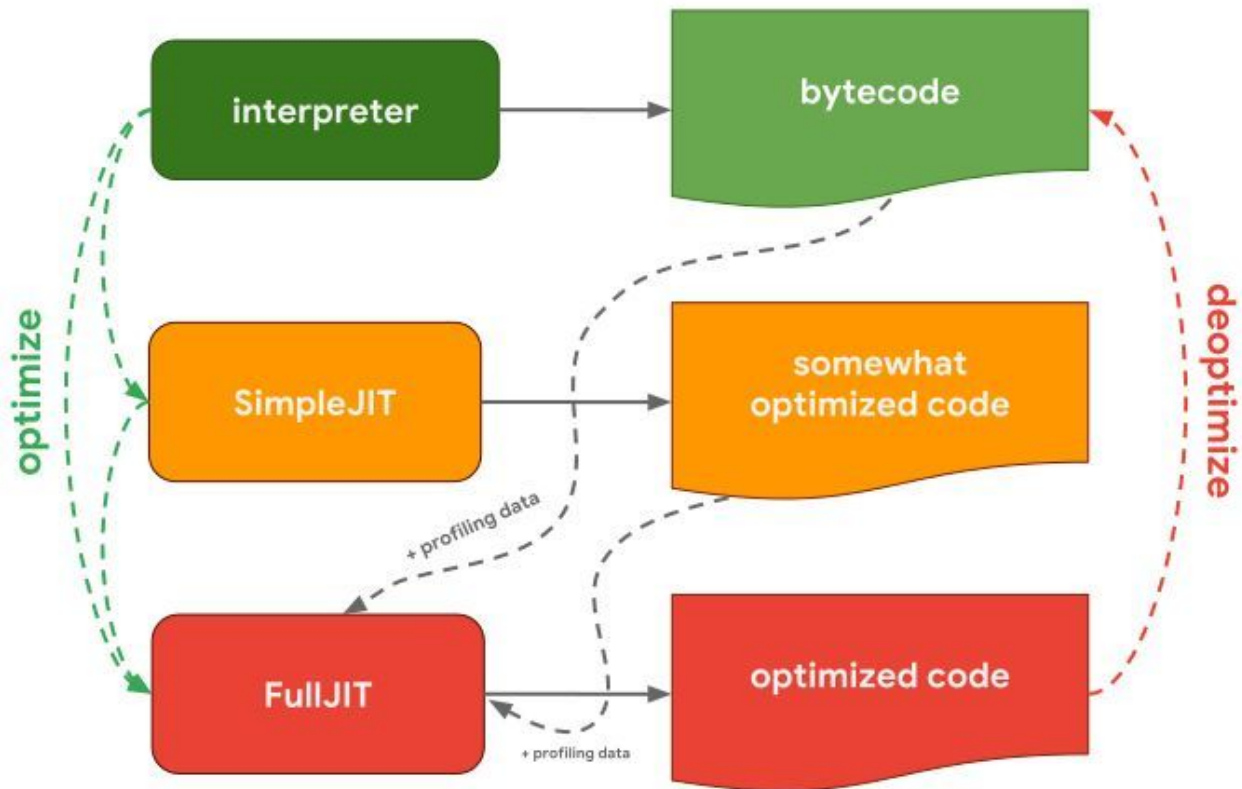 interpreter
bytecode
optimize
SimpleJIT
somewhat
optimized code
deoptimize
+ profiling data
FullJIT
optimized code
+ profiling data